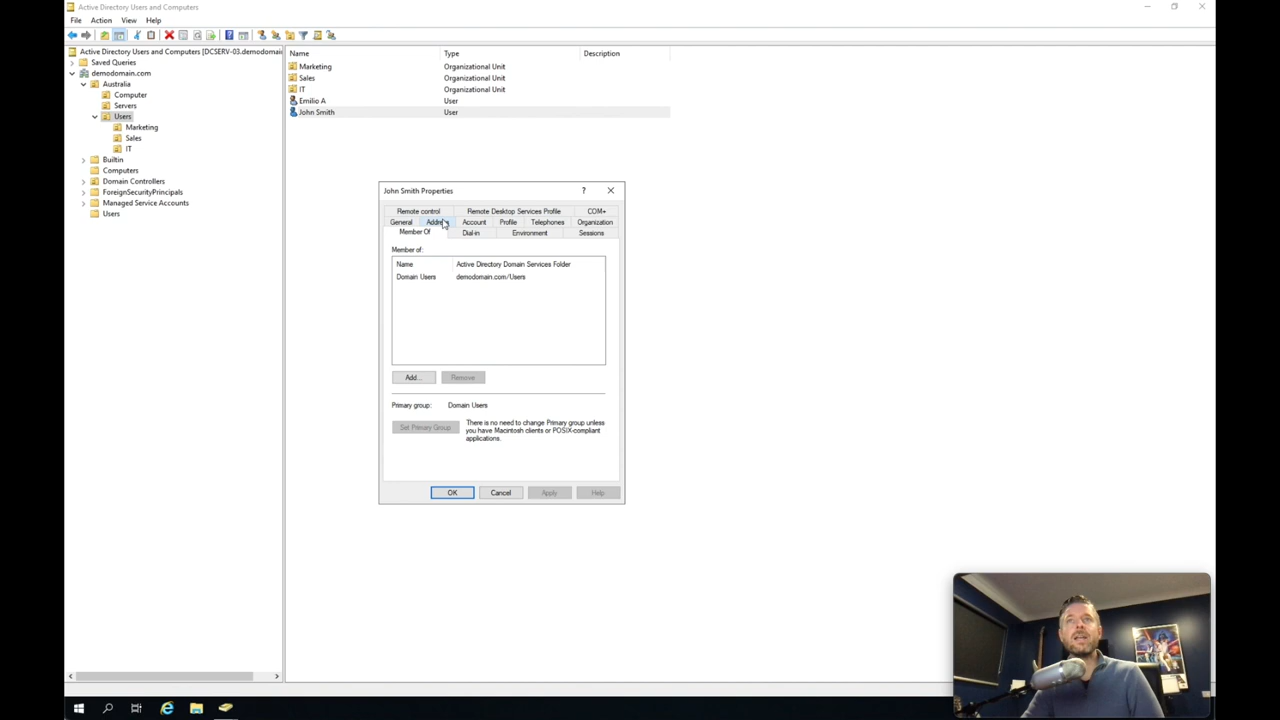 Active Directory Users and Computers
File Action View Help
Active Directory Users and Computers [DCSERV-03.demodomain
Saved Queries
demodomain.com
Australia
Computer
Servers
Users
Marketing
Sales
IT
Builtin
Computers
Domain Controllers
ForeignSecurityPrincipals
Managed Service Accounts
Users
Name Type Description
Marketing Organizational Unit
Sales Organizational Unit
IT Organizational Unit
Emilio A User
John Smith User
John Smith Properties
Remote control Remote Desktop Services Profile COM+
General Address Account Profile Telephones Organization
Member Of Dial-in Environment Sessions
Member of:
Name Active Directory Domain Services Folder
Domain Users demodomain.com/Users
Add... Remove
Primary group: Domain Users
Set Primary Group
There is no need to change Primary group unless
you have Macintosh clients or POSIX-compliant
applications.
OK Cancel Apply Help